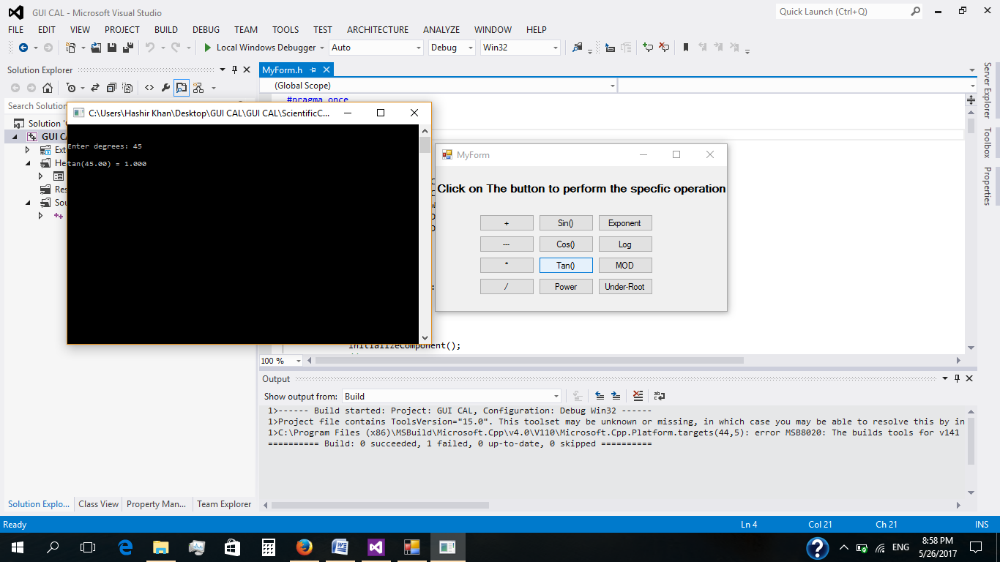 GUI CAL - Microsoft Visual Studio
Quick Launch (Ctrl+Q)
FILE EDIT VIEW PROJECT BUILD DEBUG TEAM TOOLS TEST ARCHITECTURE ANALYZE WINDOW HELP
Local Windows Debugger Auto Debug Win32
Solution Explorer
MyForm.h
(Global Scope)
Search Solution
#pragma once
C:\Users\Hashir Khan\Desktop\GUI CAL\GUI CAL\ScientificC...
Solution
GUI CA
Ext
He
Res
Sou
Enter degrees: 45
tan(45.00) = 1.000
MyForm
Click on The button to perform the specfic operation
+ Sin() Exponent
--- Cos() Log
* Tan() MOD
/ Power Under-Root
InitializeComponent();
100 %
Output
Show output from: Build
1>------ Build started: Project: GUI CAL, Configuration: Debug Win32 ------
1>Project file contains ToolsVersion="15.0". This toolset may be unknown or missing, in which case you may be able to resolve this by in
1>C:\Program Files (x86)\MSBuild\Microsoft.Cpp\v4.0\V110\Microsoft.Cpp.Platform.targets(44,5): error MSB8020: The builds tools for v141
========== Build: 0 succeeded, 1 failed, 0 up-to-date, 0 skipped ==========
Solution Explo... Class View Property Man... Team Explorer
Server Explorer
Toolbox
Properties
Ready Ln 4 Col 21 Ch 21 INS
ENG
8:58 PM
5/26/2017